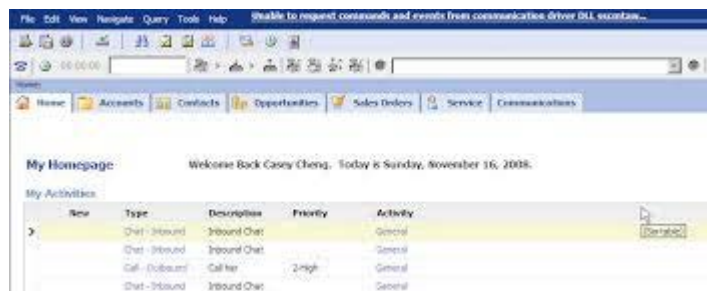 File Edit View Navigate Query Tools Help Unable to request commands and events from communication driver DLL
00:00:00
Home
Home Accounts Contacts Opportunities Sales Orders Service Communications
My Homepage Welcome Back Casey Cheng. Today is Sunday, November 16, 2008.
My Activities
New Type Description Priority Activity
Chat - Inbound Inbound Chat General
Chat - Inbound Inbound Chat General
Call - Outbound Call her 2-High General
Chat - Inbound Inbound Chat General